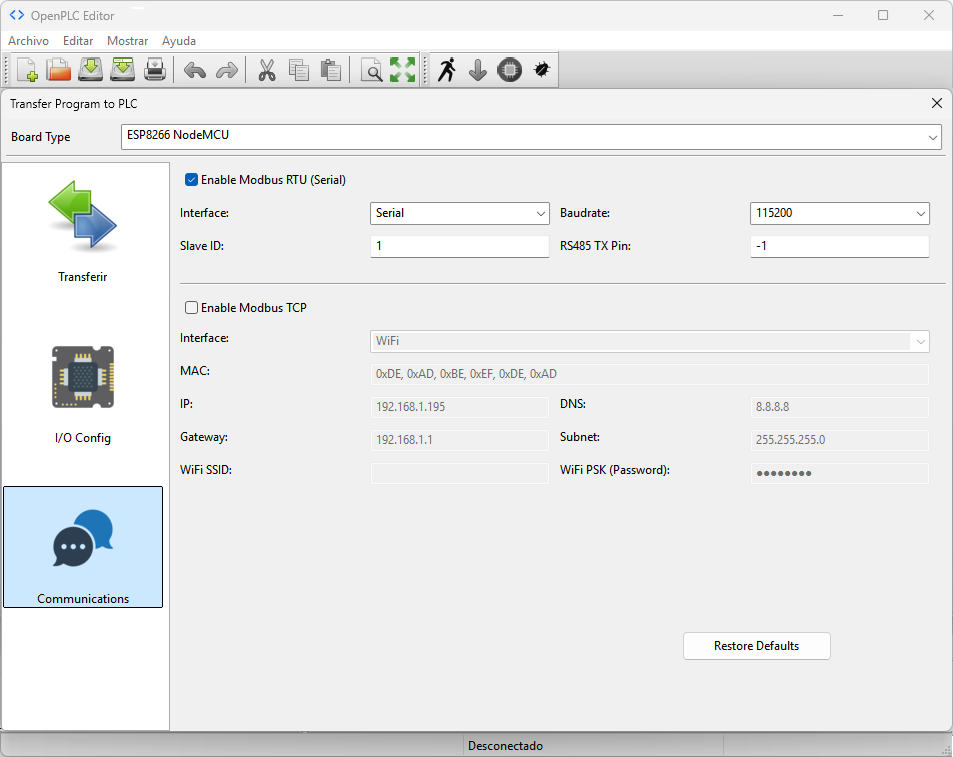 OpenPLC Editor
Archivo Editar Mostrar Ayuda
Transfer Program to PLC
Board Type ESP8266 NodeMCU
Transferir
I/O Config
Communications
Enable Modbus RTU (Serial)
Interface: Serial Baudrate: 115200
Slave ID: 1 RS485 TX Pin: -1
Enable Modbus TCP
Interface: WiFi
MAC: 0xDE, 0xAD, 0xBE, 0xEF, 0xDE, 0xAD
IP: 192.168.1.195 DNS: 8.8.8.8
Gateway: 192.168.1.1 Subnet: 255.255.255.0
WiFi SSID: WiFi PSK (Password): ●●●●●●●●
Restore Defaults
Desconectado